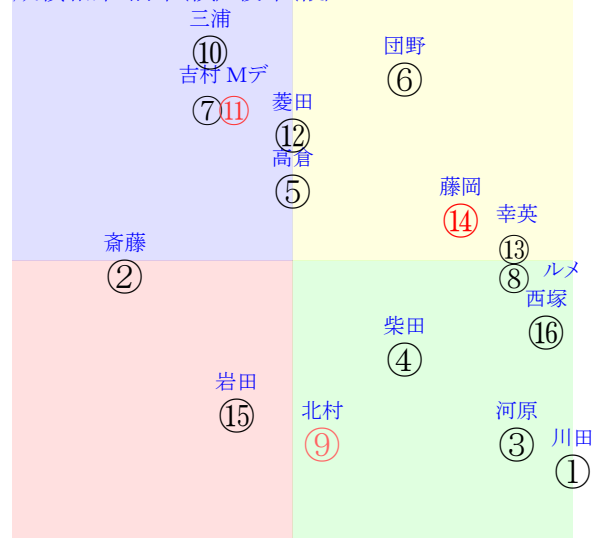 三浦
⑩
団野
⑥
吉村 Mデ
⑦⑪
菱田
⑫
高倉
⑤
藤岡
⑭
幸英
⑬
斎藤
②
⑧ ルメ
西塚
⑯
柴田
④
岩田
⑮
北村
⑨
河原
③
川田
①